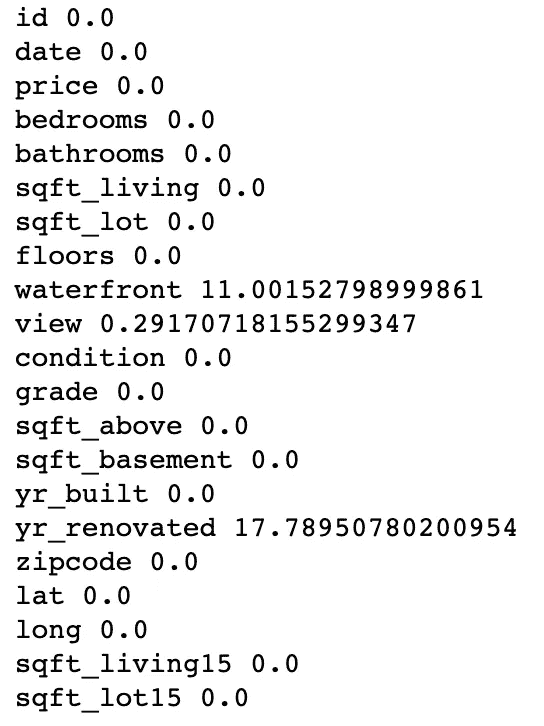 id 0.0
date 0.0
price 0.0
bedrooms 0.0
bathrooms 0.0
sqft_living 0.0
sqft_lot 0.0
floors 0.0
waterfront 11.00152798999861
view 0.29170718155299347
condition 0.0
grade 0.0
sqft_above 0.0
sqft_basement 0.0
yr_built 0.0
yr_renovated 17.78950780200954
zipcode 0.0
lat 0.0
long 0.0
sqft_living15 0.0
sqft_lot15 0.0